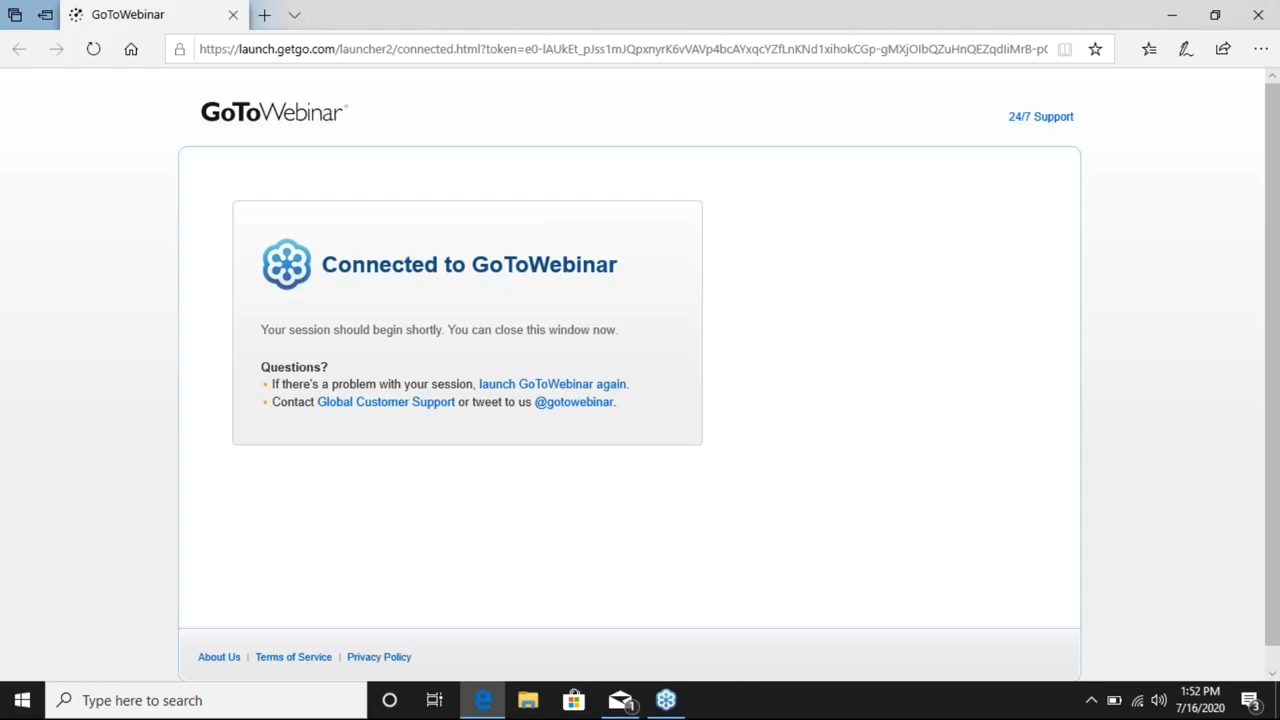 GoToWebinar
https://launch.getgo.com/launcher2/connected.html?token=
GoToWebinar
24/7 Support
Connected to GoToWebinar
Your session should begin shortly. You can close this window now.
Questions?
If there's a problem with your session, launch GoToWebinar again.
Contact Global Customer Support or tweet to us @gotowebinar.
About Us | Terms of Service | Privacy Policy
Type here to search
1
1:52 PM
7/16/2020
3